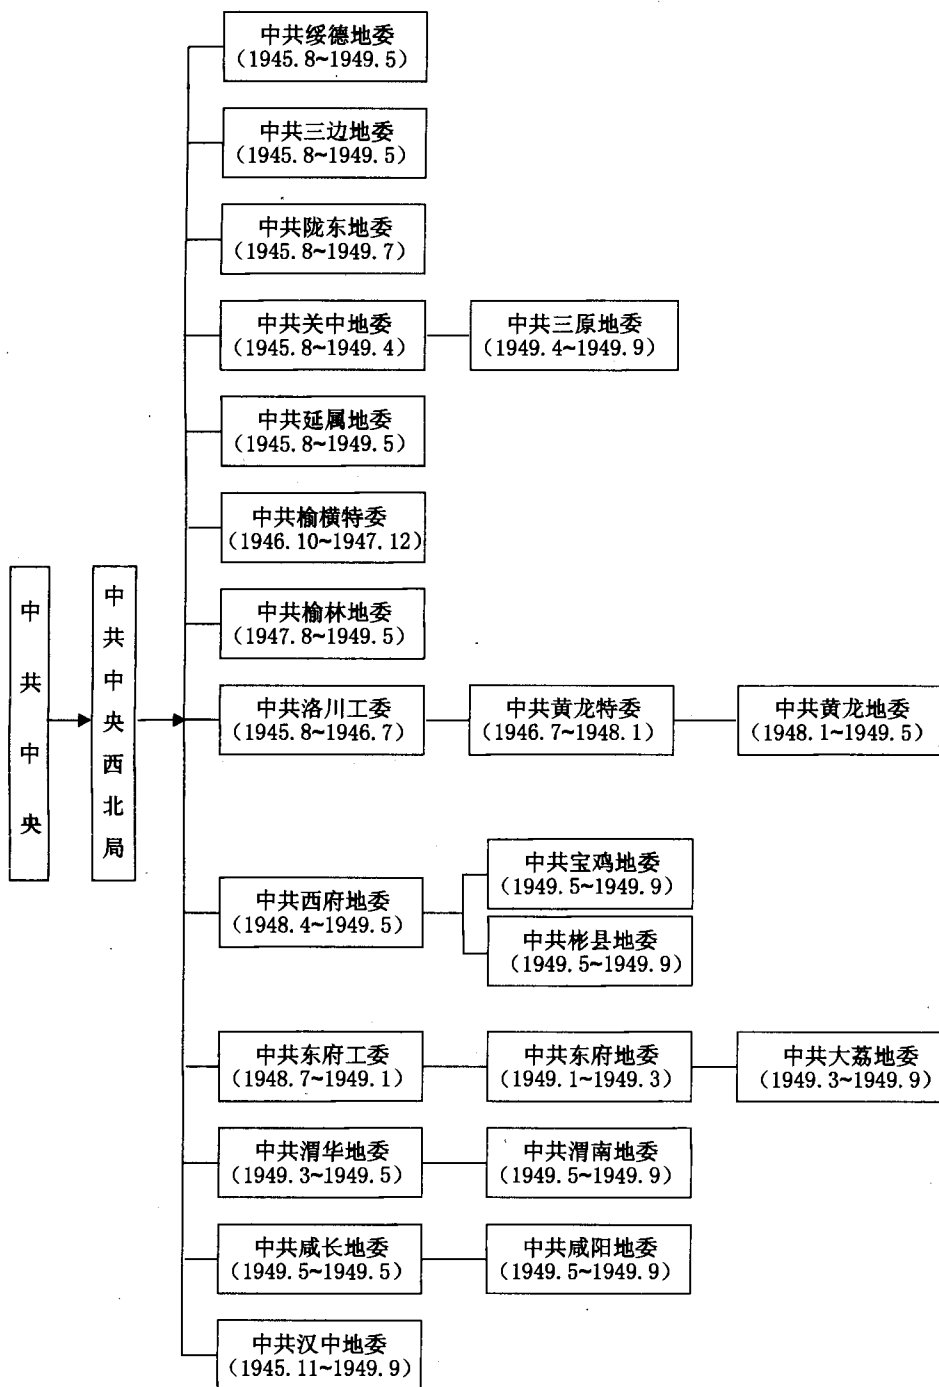 中共中央
中共中央西北局
中共绥德地委
(1945.8~1949.5)
中共三边地委
(1945.8~1949.5)
中共陇东地委
(1945.8~1949.7)
中共关中地委
(1945.8~1949.4)
中共三原地委
(1949.4~1949.9)
中共延属地委
(1945.8~1949.5)
中共榆横特委
(1946.10~1947.12)
中共榆林地委
(1947.8~1949.5)
中共洛川工委
(1945.8~1946.7)
中共黄龙特委
(1946.7~1948.1)
中共黄龙地委
(1948.1~1949.5)
中共西府地委
(1948.4~1949.5)
中共宝鸡地委
(1949.5~1949.9)
中共彬县地委
(1949.5~1949.9)
中共东府工委
(1948.7~1949.1)
中共东府地委
(1949.1~1949.3)
中共大荔地委
(1949.3~1949.9)
中共渭华地委
(1949.3~1949.5)
中共渭南地委
(1949.5~1949.9)
中共咸长地委
(1949.5~1949.5)
中共咸阳地委
(1949.5~1949.9)
中共汉中地委
(1945.11~1949.9)